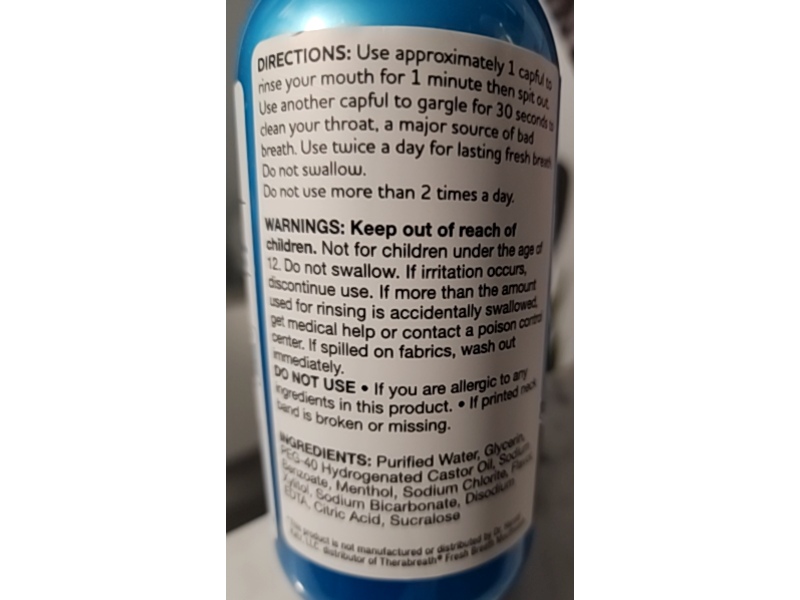 DIRECTIONS: Use approximately 1 capful to
rinse your mouth for 1 minute then spit out.
Use another capful to gargle for 30 seconds to
clean your throat, a major source of bad
breath. Use twice a day for lasting fresh breath.
Do not swallow.
Do not use more than 2 times a day.
WARNINGS: Keep out of reach of
children. Not for children under the age of
12. Do not swallow. If irritation occurs,
discontinue use. If more than the amount
used for rinsing is accidentally swallowed,
get medical help or contact a poison control
center. If spilled on fabrics, wash out
immediately.
DO NOT USE • If you are allergic to any
ingredients in this product. • If printed neck
band is broken or missing.
INGREDIENTS: Purified Water, Glycerin,
PEG-40 Hydrogenated Castor Oil, Sodium
Benzoate, Menthol, Sodium Chlorite, Flavor,
Xylitol, Sodium Bicarbonate, Disodium
EDTA, Citric Acid, Sucralose
*This product is not manufactured or distributed by Dr. Harold
Katz, LLC, distributor of Therabreath® Fresh Breath Mouthwash